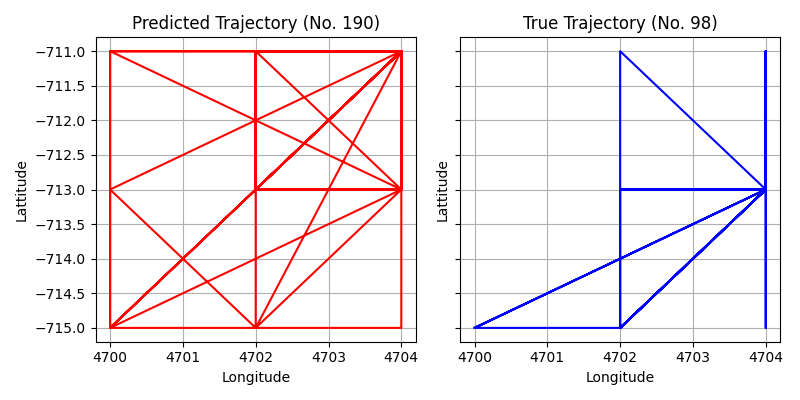 Predicted Trajectory (No. 190)
True Trajectory (No. 98)
Lattitude
−711.0
−711.5
−712.0
−712.5
−713.0
−713.5
−714.0
−714.5
−715.0
4700 4701 4702 4703 4704
Longitude
Lattitude
4700 4701 4702 4703 4704
Longitude